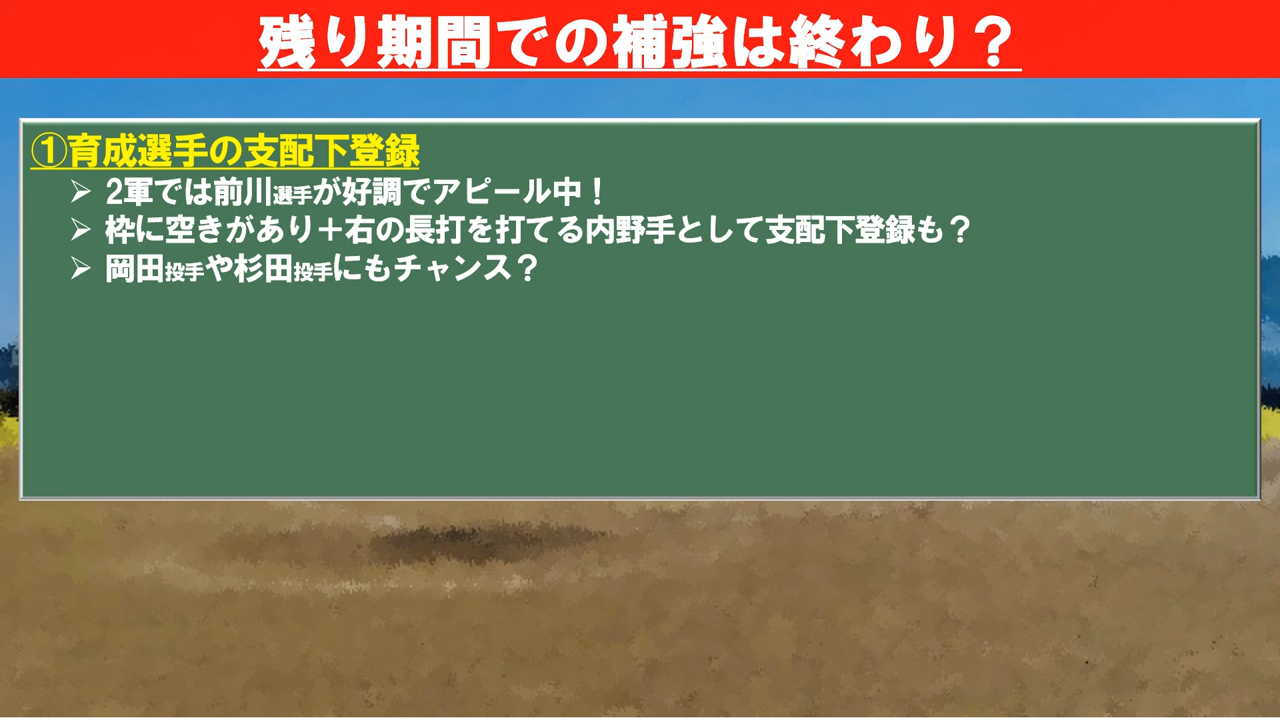 残り期間での補強は終わり？
①育成選手の支配下登録
➢ 2軍では前川選手が好調でアピール中！
➢ 枠に空きがあり＋右の長打を打てる内野手として支配下登録も？
➢ 岡田投手や杉田投手にもチャンス？